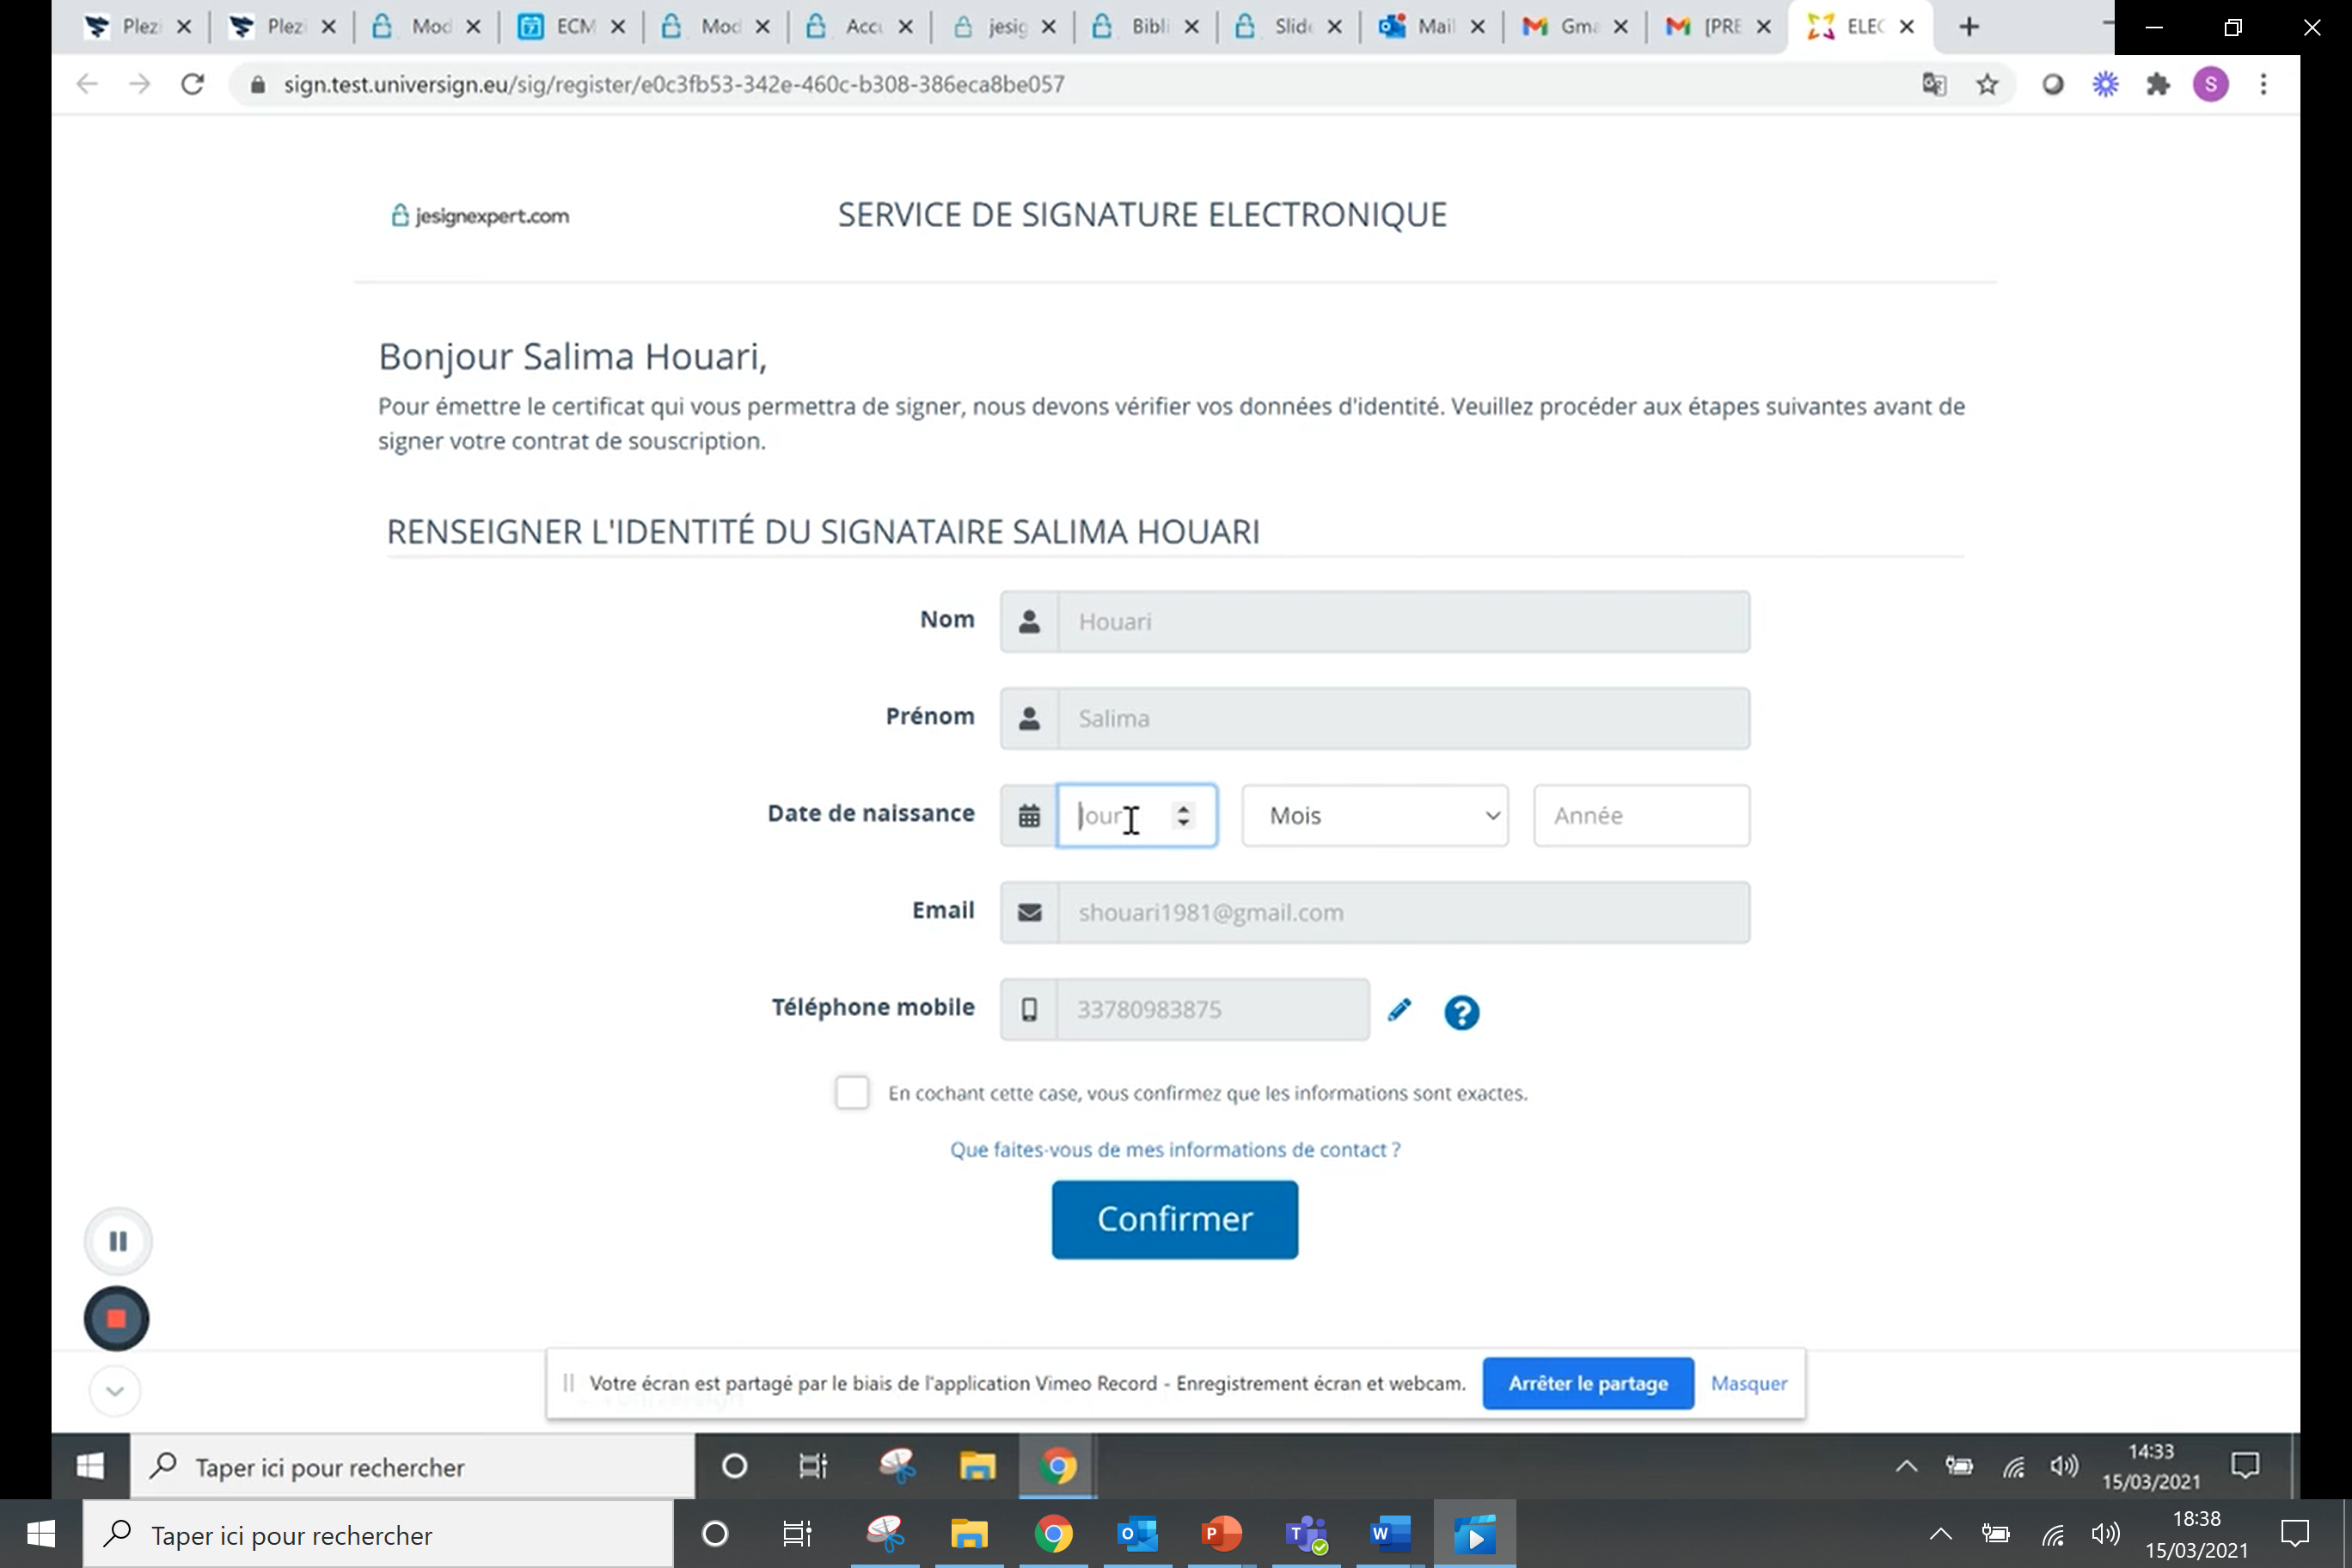 Plezi
Plezi
Mod
ECM
Mod
Accu
jesig
Bibli
Slide
Mail
Gma
[PRE
ELEC
sign.test.universign.eu/sig/register/e0c3fb53-342e-460c-b308-386eca8be057
S
jesignexpert.com
SERVICE DE SIGNATURE ELECTRONIQUE
Bonjour Salima Houari,
Pour émettre le certificat qui vous permettra de signer, nous devons vérifier vos données d'identité. Veuillez procéder aux étapes suivantes avant de
signer votre contrat de souscription.
RENSEIGNER L'IDENTITÉ DU SIGNATAIRE SALIMA HOUARI
Nom
Houari
Prénom
Salima
Date de naissance
Jour
Mois
Année
Email
shouari1981@gmail.com
Téléphone mobile
33780983875
?
En cochant cette case, vous confirmez que les informations sont exactes.
Que faites-vous de mes informations de contact ?
Confirmer
Votre écran est partagé par le biais de l'application Vimeo Record - Enregistrement écran et webcam.
Arrêter le partage
Masquer
Taper ici pour rechercher
14:33
15/03/2021
Taper ici pour rechercher
18:38
15/03/2021